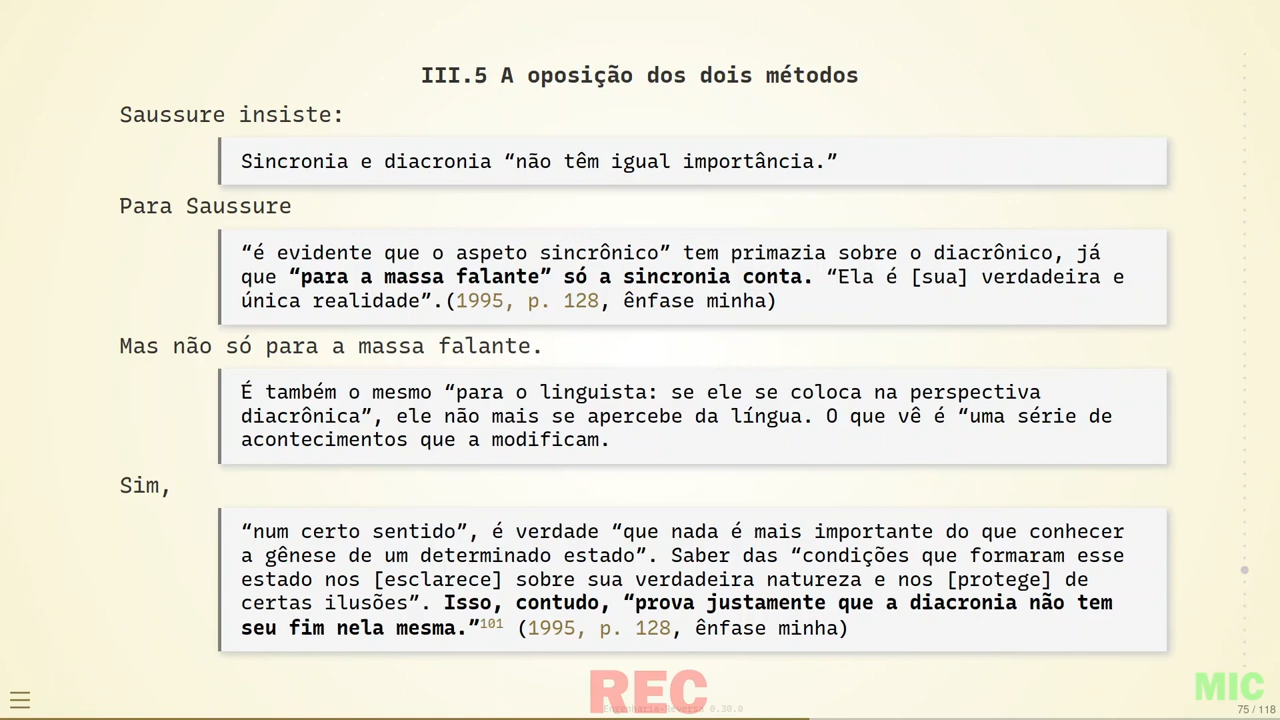 III.5 A oposição dos dois métodos
Saussure insiste:
Sincronia e diacronia “não têm igual importância.”
Para Saussure
“é evidente que o aspeto sincrônico” tem primazia sobre o diacrônico, já
que “para a massa falante” só a sincronia conta. “Ela é [sua] verdadeira e
única realidade”.(1995, p. 128, ênfase minha)
Mas não só para a massa falante.
É também o mesmo “para o linguista: se ele se coloca na perspectiva
diacrônica”, ele não mais se apercebe da língua. O que vê é “uma série de
acontecimentos que a modificam.
Sim,
“num certo sentido”, é verdade “que nada é mais importante do que conhecer
a gênese de um determinado estado”. Saber das “condições que formaram esse
estado nos [esclarece] sobre sua verdadeira natureza e nos [protege] de
certas ilusões”. Isso, contudo, “prova justamente que a diacronia não tem
seu fim nela mesma.”101 (1995, p. 128, ênfase minha)
REC
Engenharia-Reversa 0.30.0
MIC
75 / 118